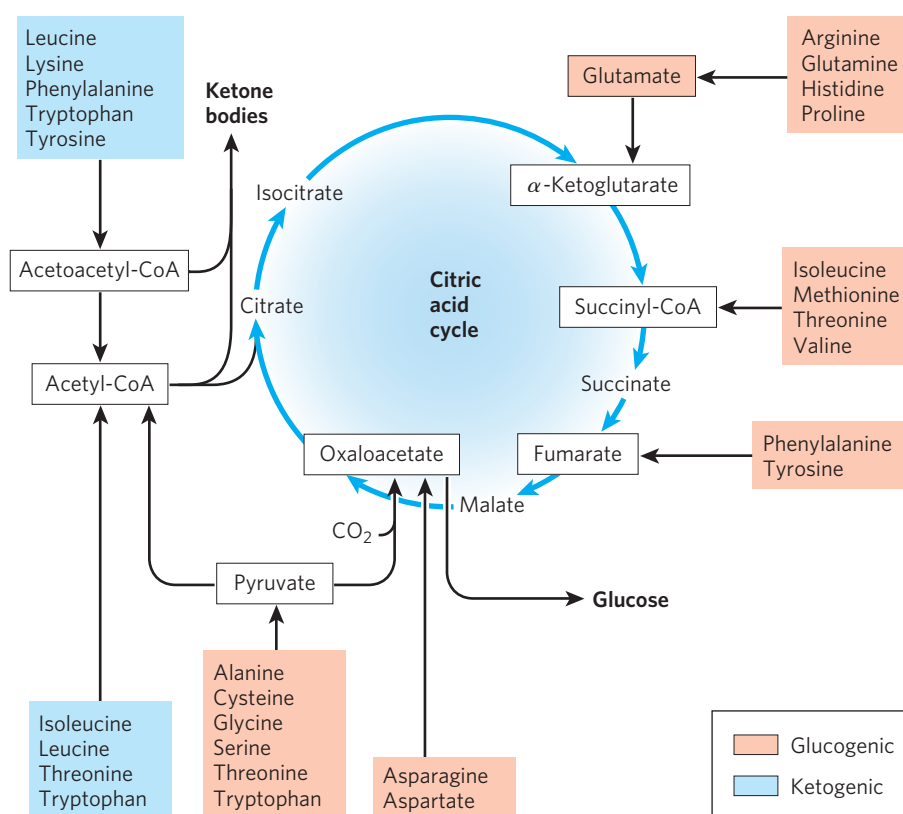 Leucine
Lysine
Phenylalanine
Tryptophan
Tyrosine
Ketone
bodies
Glutamate
Arginine
Glutamine
Histidine
Proline
Isocitrate
α-Ketoglutarate
Acetoacetyl-CoA
Citrate
Citric
acid
cycle
Succinyl-CoA
Isoleucine
Methionine
Threonine
Valine
Acetyl-CoA
Succinate
Oxaloacetate
Fumarate
Phenylalanine
Tyrosine
Malate
CO₂
Pyruvate
Glucose
Alanine
Cysteine
Glycine
Serine
Threonine
Tryptophan
Isoleucine
Leucine
Threonine
Tryptophan
Asparagine
Aspartate
Glucogenic
Ketogenic